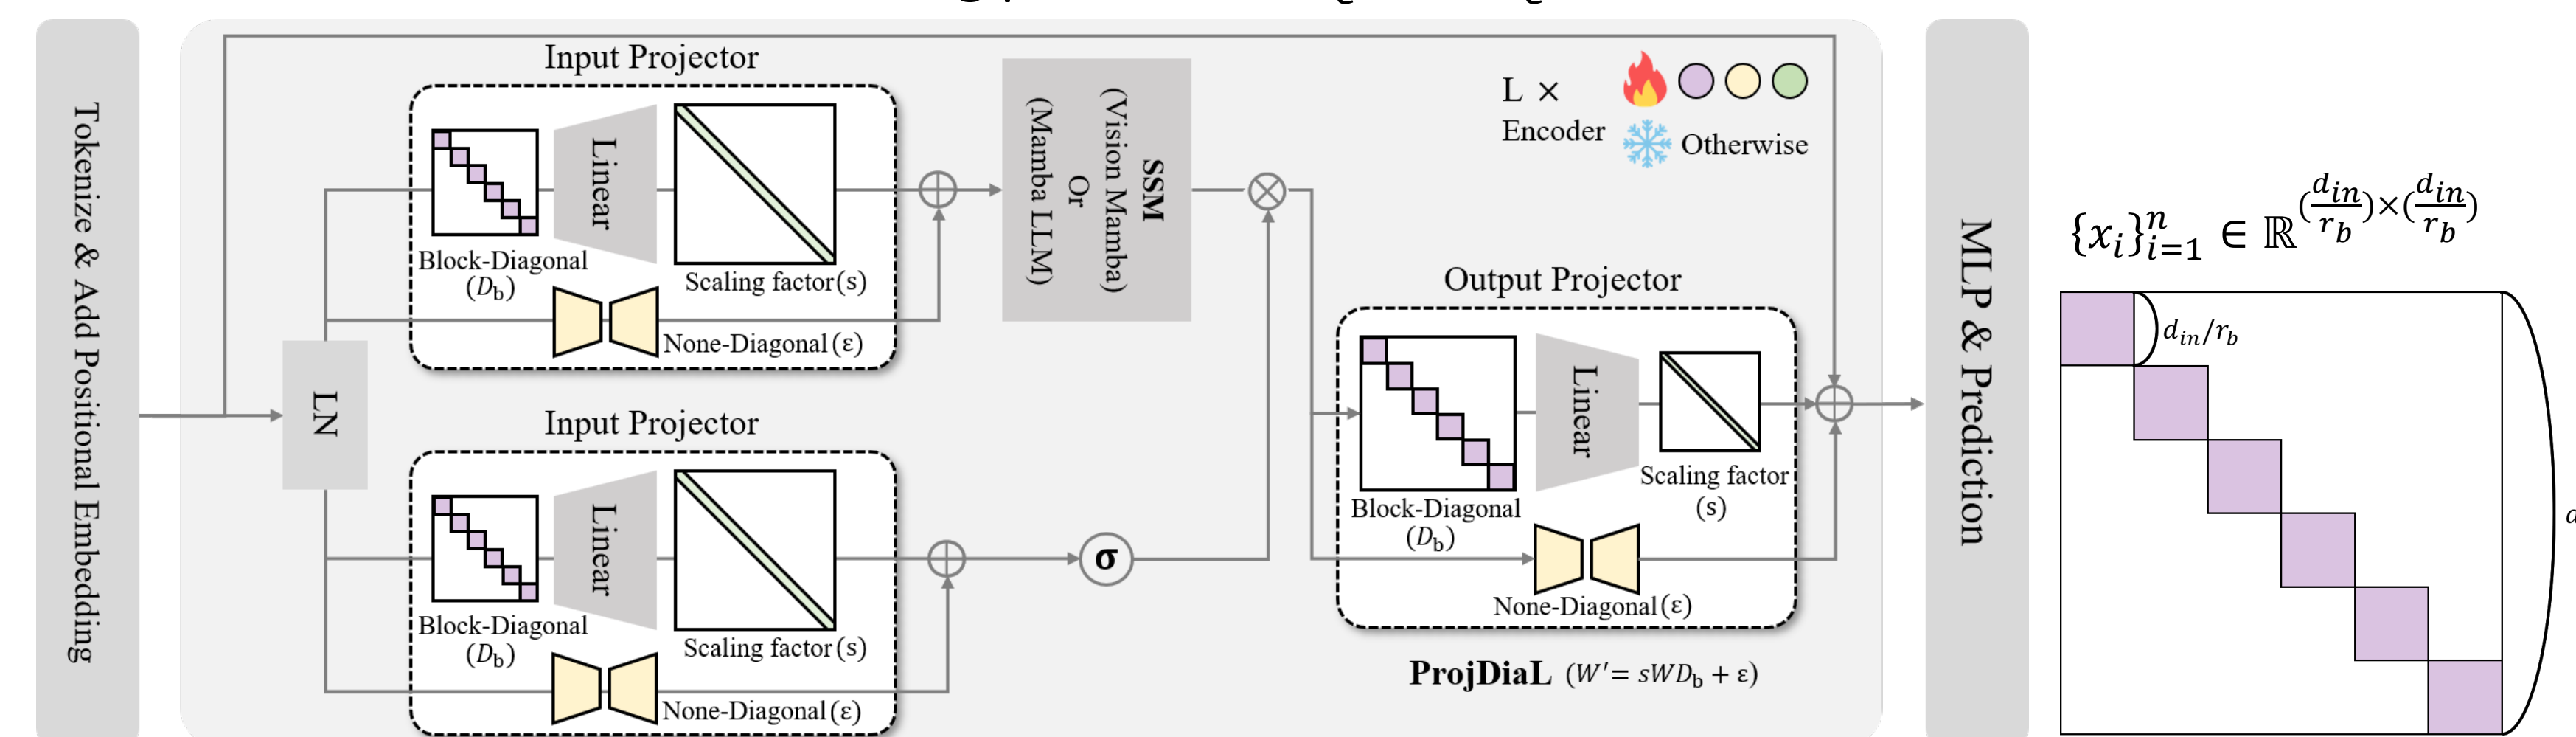 Tokenize & Add Positional Embedding
Input Projector
Linear
Block-Diagonal
(D_b)
Scaling factor(s)
None-Diagonal(ε)
LN
Input Projector
Linear
Block-Diagonal
(D_b)
Scaling factor(s)
None-Diagonal(ε)
SSM
(Vision Mamba)
Or
(Mamba LLM)
σ
L ×
Encoder
Otherwise
Output Projector
Linear
Block-Diagonal
(D_b)
Scaling factor
(s)
None-Diagonal(ε)
ProjDiaL (W′= sWD_b + ε)
MLP & Prediction
{x_i}_{i=1}^n ∈ ℝ^{(d_in/r_b)×(d_in/r_b)}
d_in/r_b